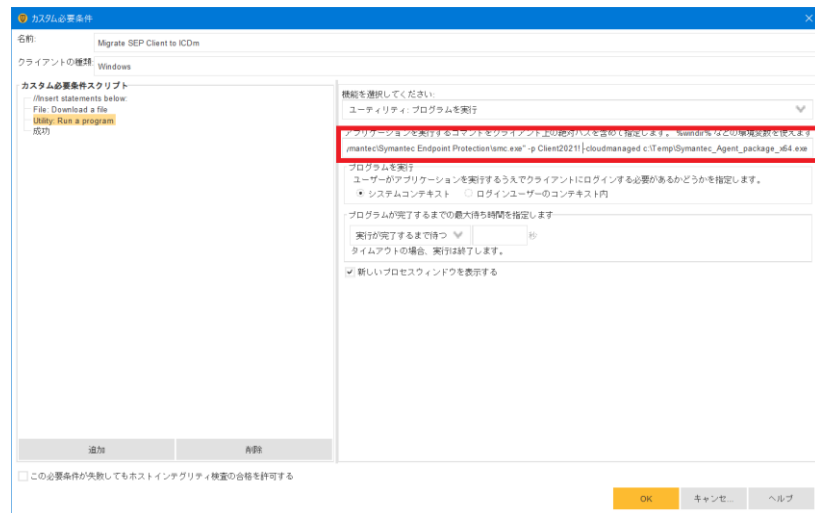 カスタム必要条件
名前:
Migrate SEP Client to ICDm
クライアントの種類:
Windows
カスタム必要条件スクリプト
//Insert statements below:
File: Download a file
Utility: Run a program
成功
追加
削除
機能を選択してください:
ユーティリティ: プログラムを実行
アプリケーションを実行するコマンドをクライアント上の絶対パスを含めて指定します。 %windir% などの環境変数を使えます
ymantec\Symantec Endpoint Protection\smc.exe" -p Client2021! -cloudmanaged c:\Temp\Symantec_Agent_package_x64.exe
プログラムを実行
ユーザーがアプリケーションを実行するうえでクライアントにログインする必要があるかどうかを指定します。
システムコンテキスト
ログインユーザーのコンテキスト内
プログラムが完了するまでの最大待ち時間を指定します
実行が完了するまで待つ
秒
タイムアウトの場合、実行は終了します。
新しいプロセスウィンドウを表示する
この必要条件が失敗してもホストインテグリティ検査の合格を許可する
OK
キャンセ...
ヘルプ